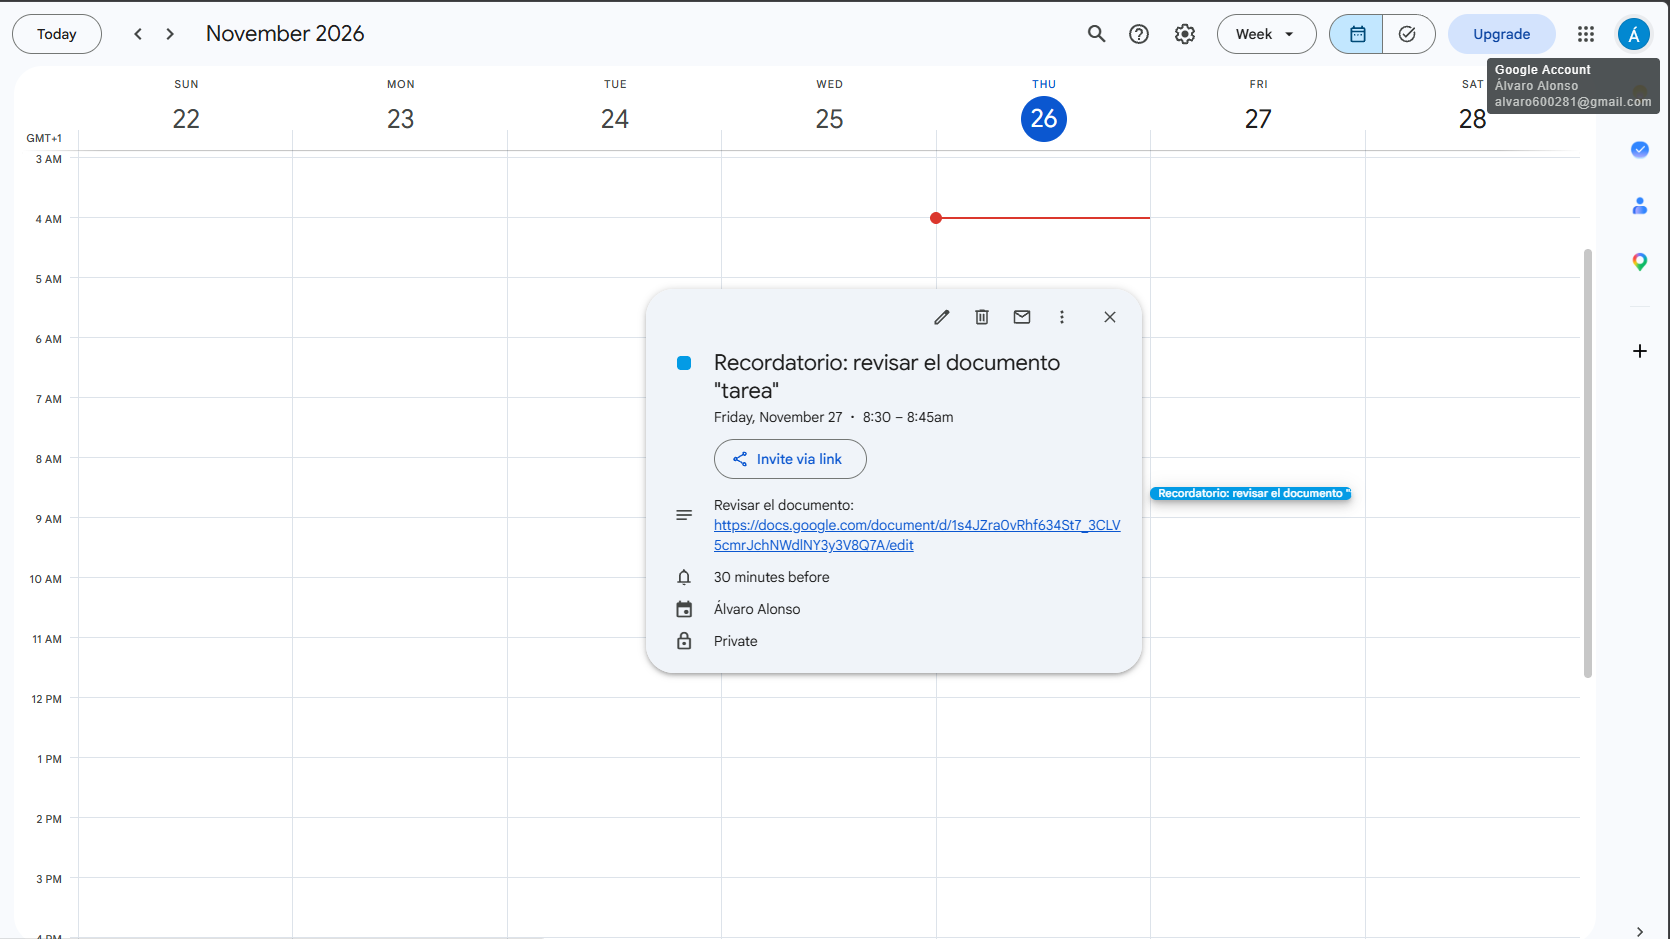 Today
November 2026
Week
Upgrade
Á
Google Account
Álvaro Alonso
alvaro600281@gmail.com
SUN
MON
TUE
WED
THU
FRI
SAT
22
23
24
25
26
27
28
GMT+1
3 AM
4 AM
5 AM
6 AM
7 AM
8 AM
9 AM
10 AM
11 AM
12 PM
1 PM
2 PM
3 PM
4 PM
Recordatorio: revisar el documento
"tarea"
Friday, November 27 · 8:30 – 8:45am
Invite via link
Revisar el documento:
https://docs.google.com/document/d/1s4JZra0vRhf634St7_3CLV
5cmrJchNWdlNY3y3V8Q7A/edit
30 minutes before
Álvaro Alonso
Private
Recordatorio: revisar el documento "